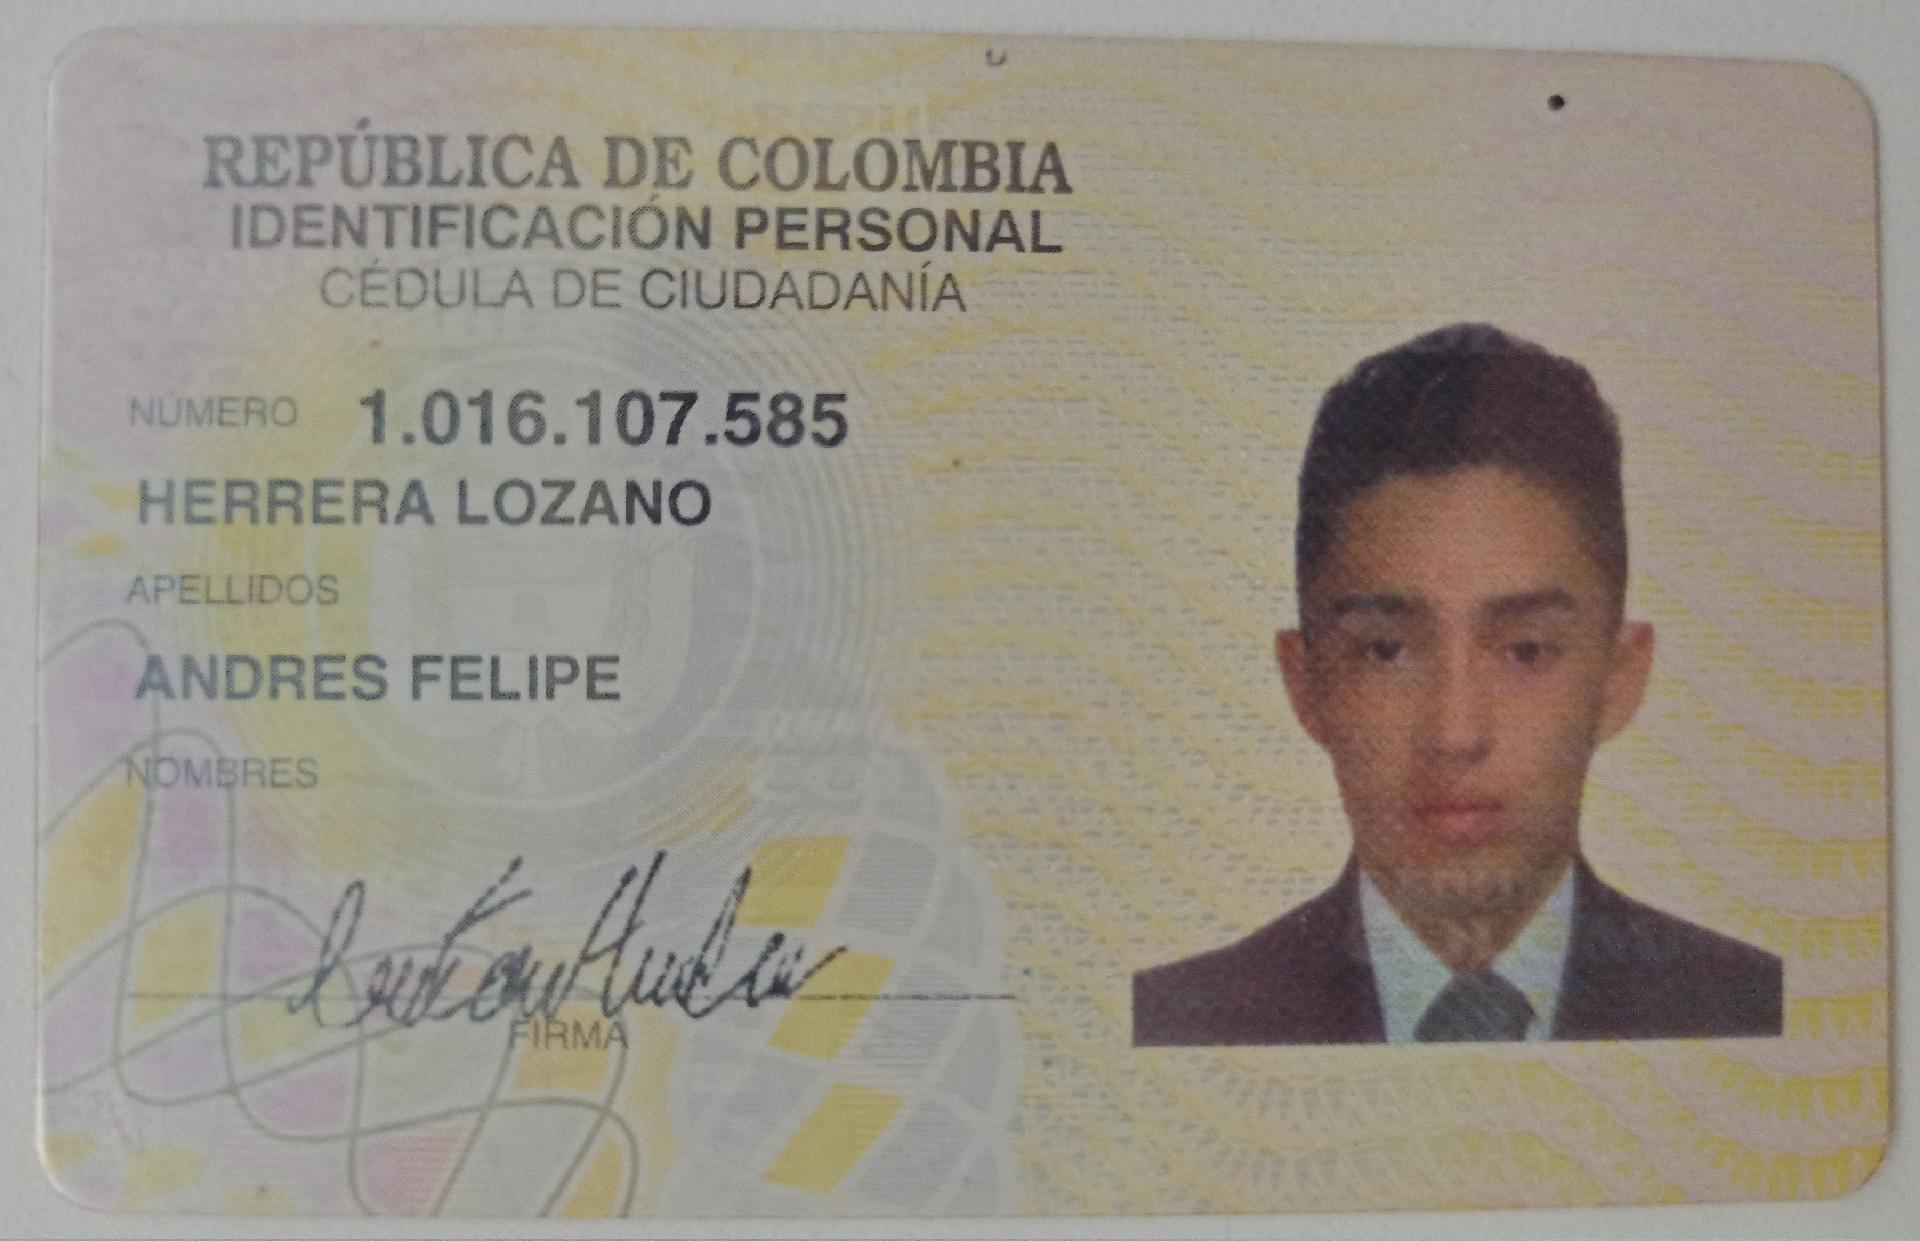 REPÚBLICA DE COLOMBIA
IDENTIFICACIÓN PERSONAL
CÉDULA DE CIUDADANÍA
NÚMERO 1.016.107.585
HERRERA LOZANO
APELLIDOS
ANDRES FELIPE
NOMBRES
FIRMA